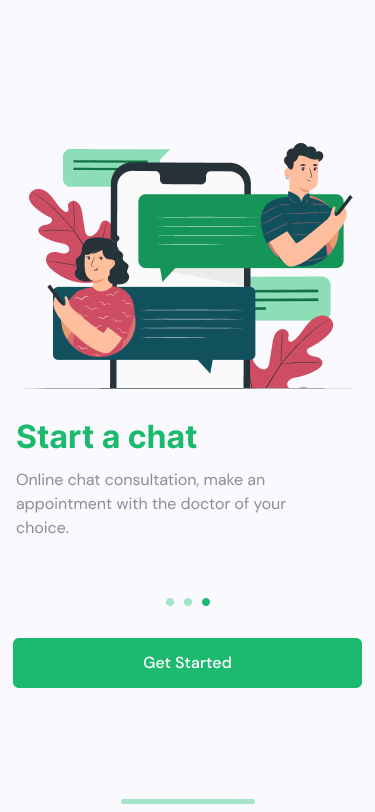 Start a chat
Online chat consultation, make an
appointment with the doctor of your
choice.
Get Started